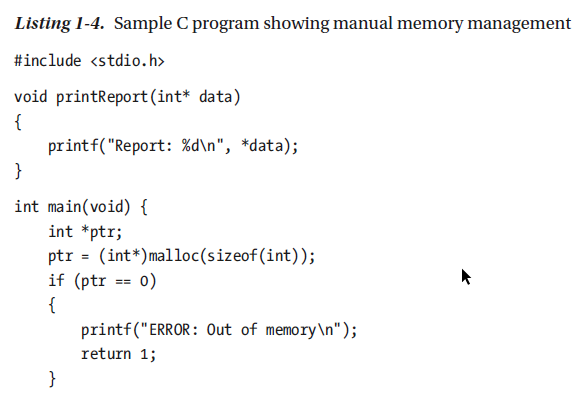 Listing 1-4. Sample C program showing manual memory management
#include <stdio.h>
void printReport(int* data)
{
    printf("Report: %d\n", *data);
}
int main(void) {
    int *ptr;
    ptr = (int*)malloc(sizeof(int));
    if (ptr == 0)
    {
        printf("ERROR: Out of memory\n");
        return 1;
    }